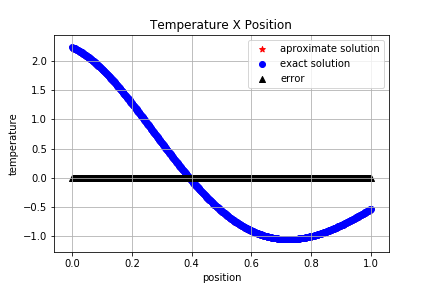 Temperature X Position
aproximate solution
exact solution
error
temperature
2.0
1.5
1.0
0.5
0.0
−0.5
−1.0
0.0 0.2 0.4 0.6 0.8 1.0
position